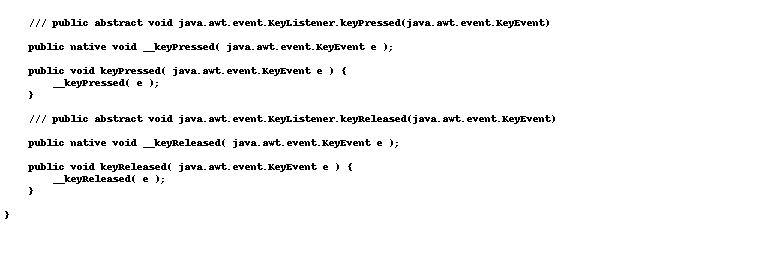 /// public abstract void java.awt.event.KeyListener.keyPressed(java.awt.event.KeyEvent)
public native void __keyPressed( java.awt.event.KeyEvent e );
public void keyPressed( java.awt.event.KeyEvent e ) {
__keyPressed( e );
}
/// public abstract void java.awt.event.KeyListener.keyReleased(java.awt.event.KeyEvent)
public native void __keyReleased( java.awt.event.KeyEvent e );
public void keyReleased( java.awt.event.KeyEvent e ) {
__keyReleased( e );
}
}